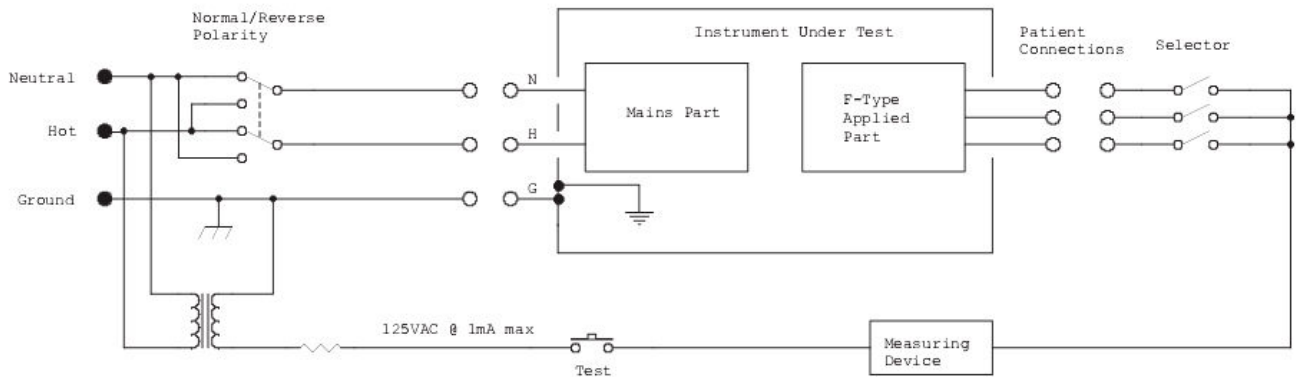 Normal/Reverse
Polarity
Instrument Under Test
Patient
Connections
Selector
Neutral
N
Mains Part
F-Type
Applied
Part
Hot
H
Ground
G
125VAC @ 1mA max
Test
Measuring
Device